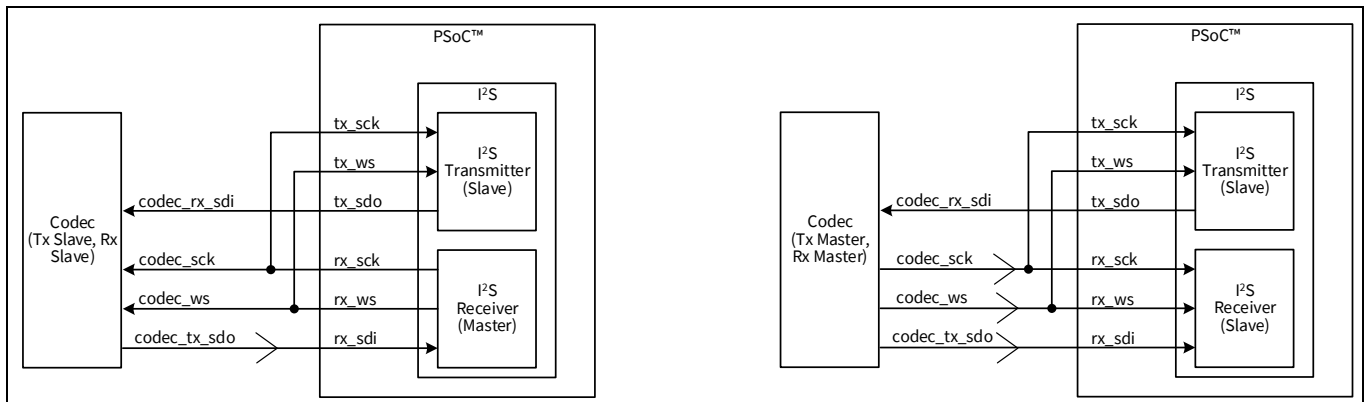 PSoC™
I²S
tx_sck
I²S
Transmitter
(Slave)
tx_ws
codec_rx_sdi
tx_sdo
Codec
(Tx Slave, Rx
Slave)
codec_sck
rx_sck
codec_ws
rx_ws
I²S
Receiver
(Master)
codec_tx_sdo
rx_sdi
PSoC™
I²S
tx_sck
I²S
Transmitter
(Slave)
tx_ws
codec_rx_sdi
tx_sdo
Codec
(Tx Master,
Rx Master)
codec_sck
rx_sck
codec_ws
rx_ws
I²S
Receiver
(Slave)
codec_tx_sdo
rx_sdi